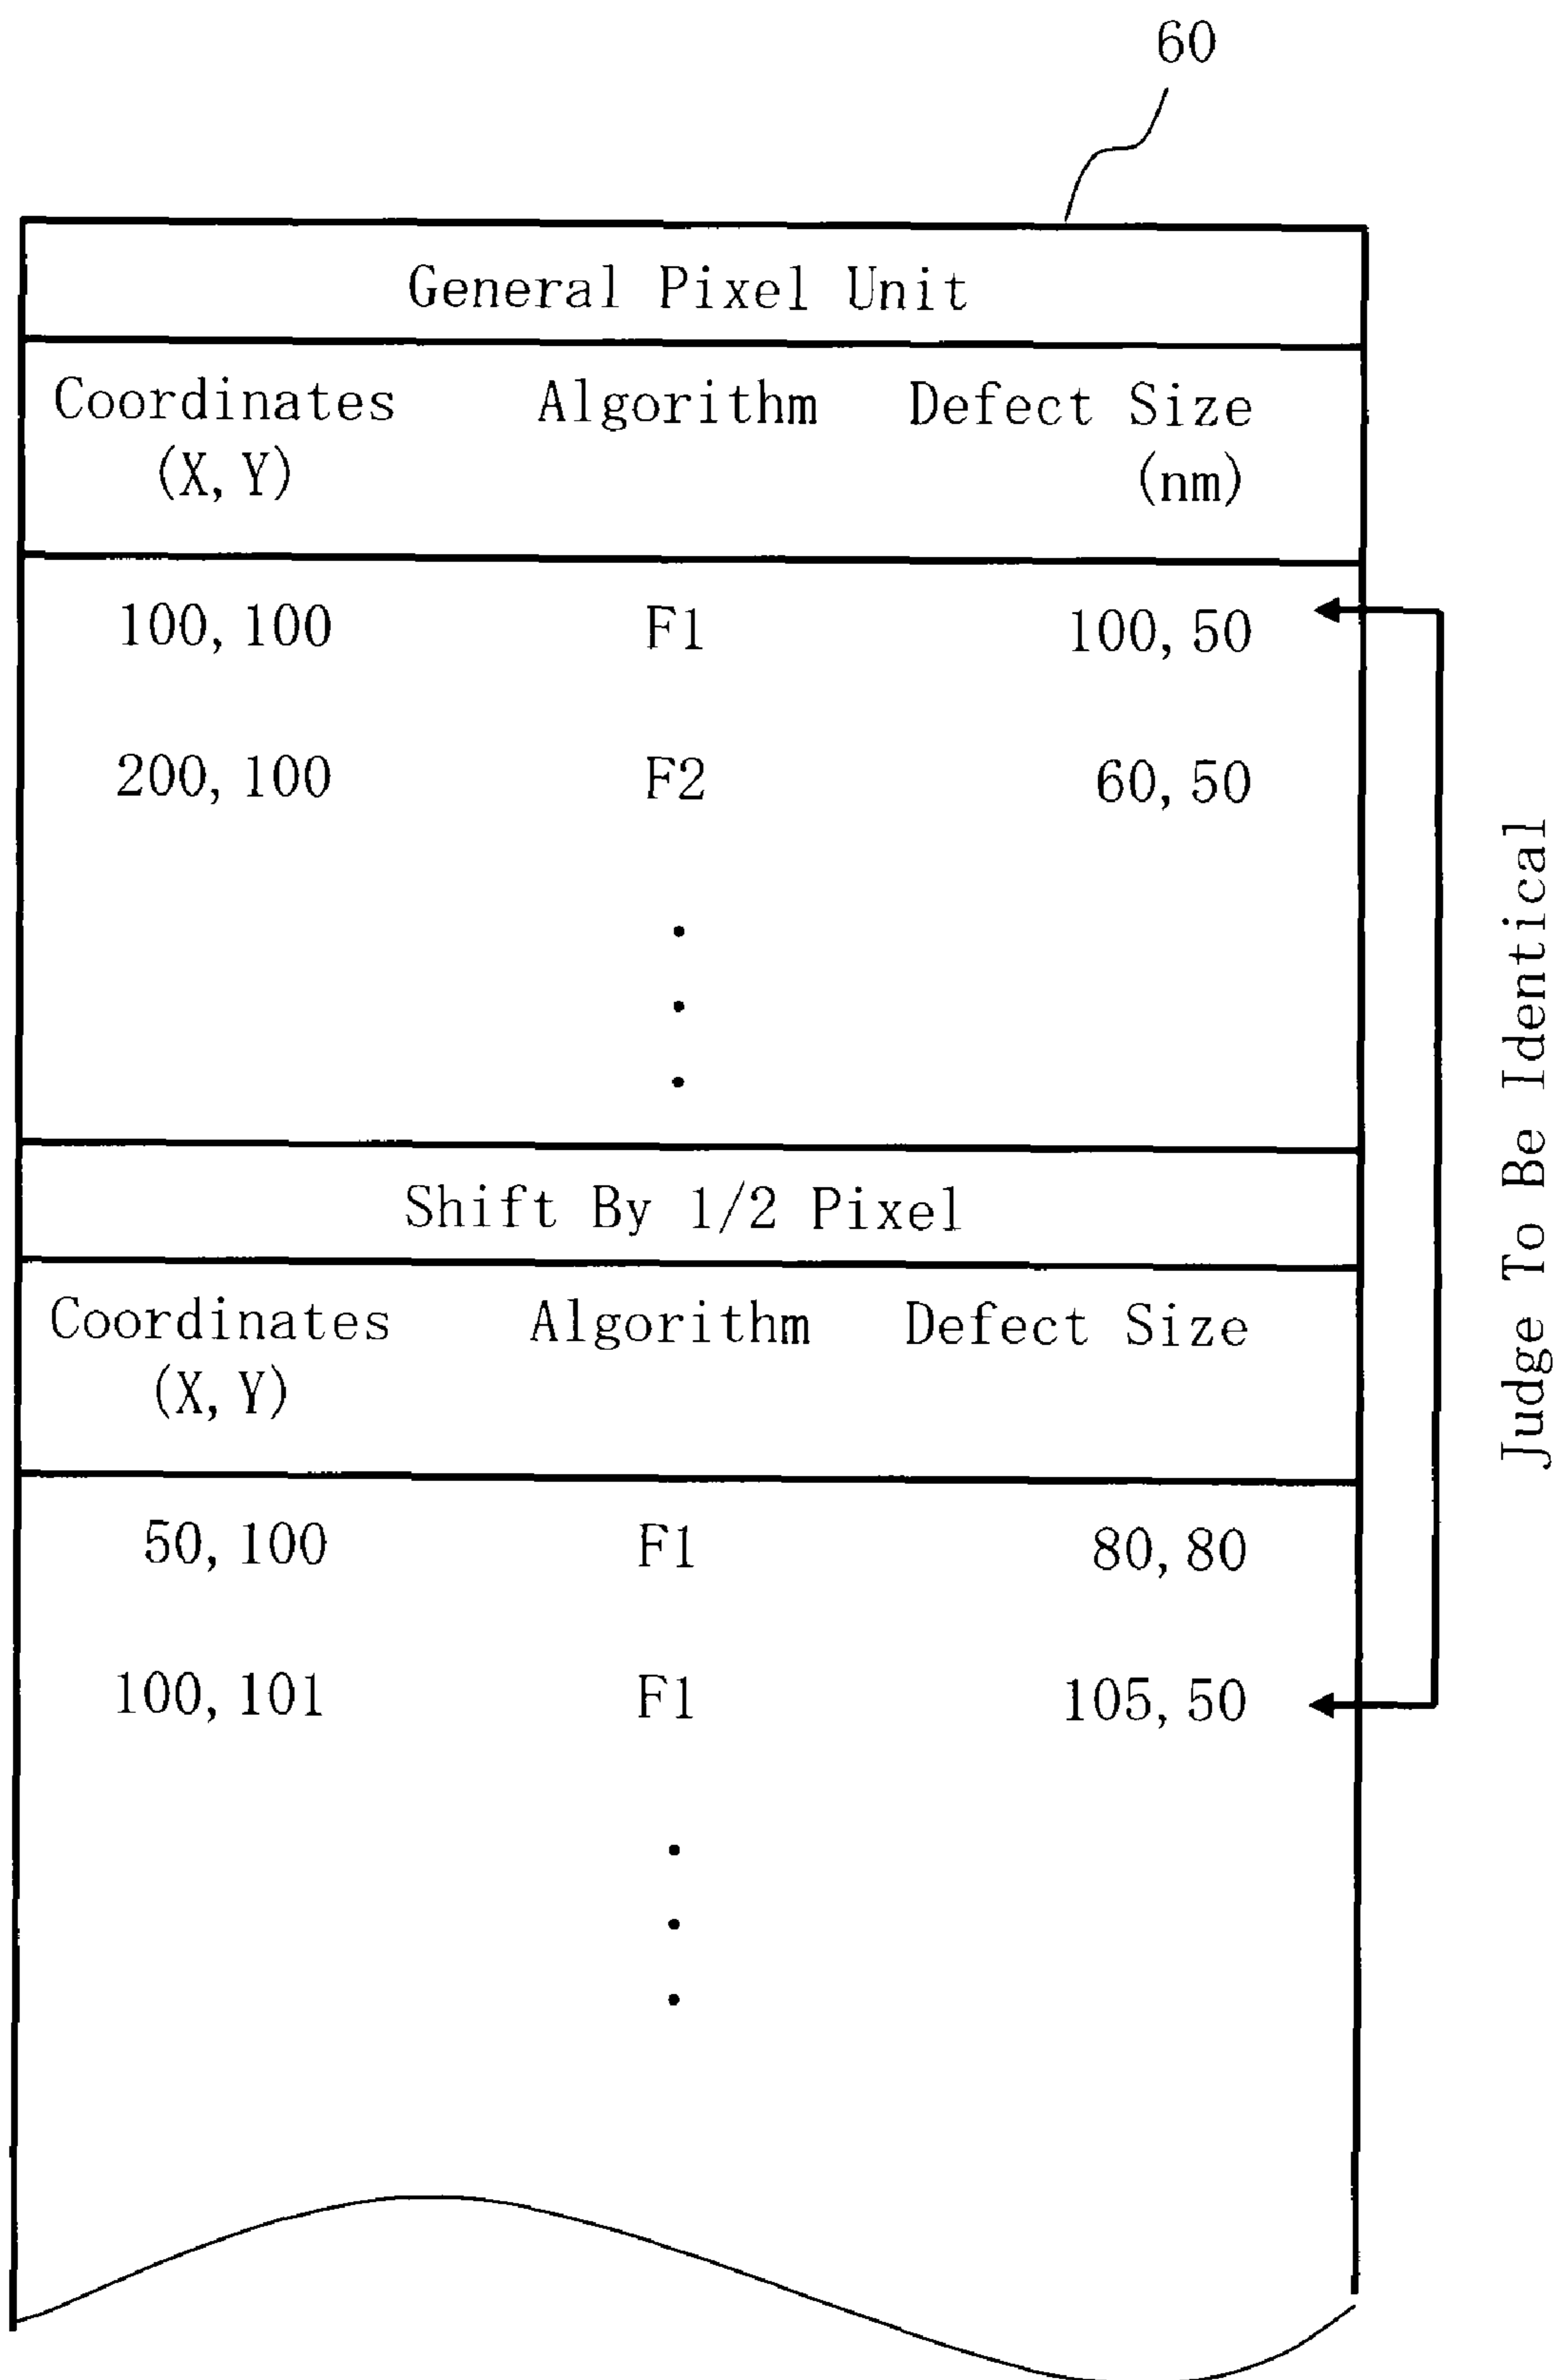 60
General Pixel Unit
Coordinates Algorithm Defect Size
(X, Y) (nm)
100, 100 F1 100, 50
200, 100 F2 60, 50
Shift By 1/2 Pixel
Coordinates Algorithm Defect Size
(X, Y)
50, 100 F1 80, 80
100, 101 F1 105, 50
Judge To Be Identical